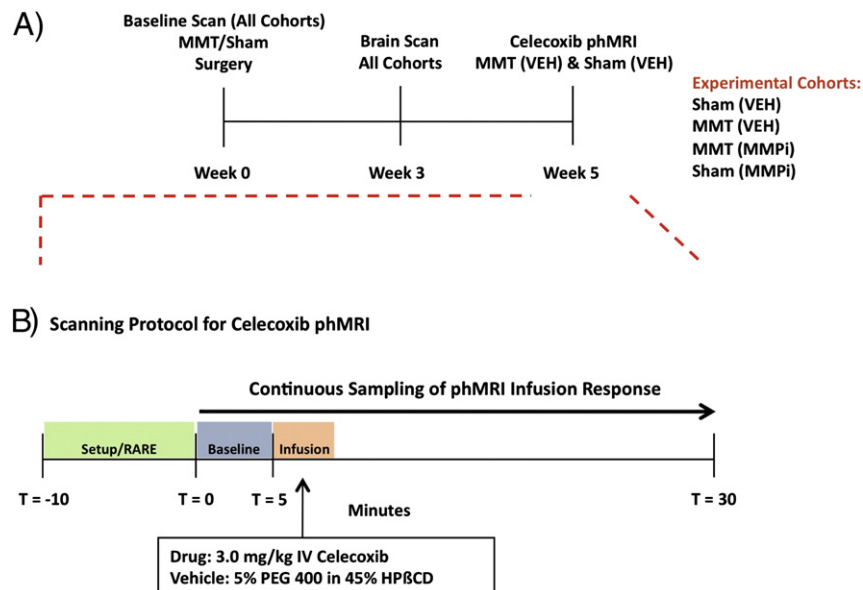 A)
Baseline Scan (All Cohorts)
MMT/Sham
Surgery
Brain Scan
All Cohorts
Celecoxib phMRI
MMT (VEH) & Sham (VEH)
Week 0
Week 3
Week 5
Experimental Cohorts:
Sham (VEH)
MMT (VEH)
MMT (MMPi)
Sham (MMPi)
B) Scanning Protocol for Celecoxib phMRI
Continuous Sampling of phMRI Infusion Response
Setup/RARE
Baseline
Infusion
T = -10
T = 0
T = 5
T = 30
Minutes
Drug: 3.0 mg/kg IV Celecoxib
Vehicle: 5% PEG 400 in 45% HPßCD